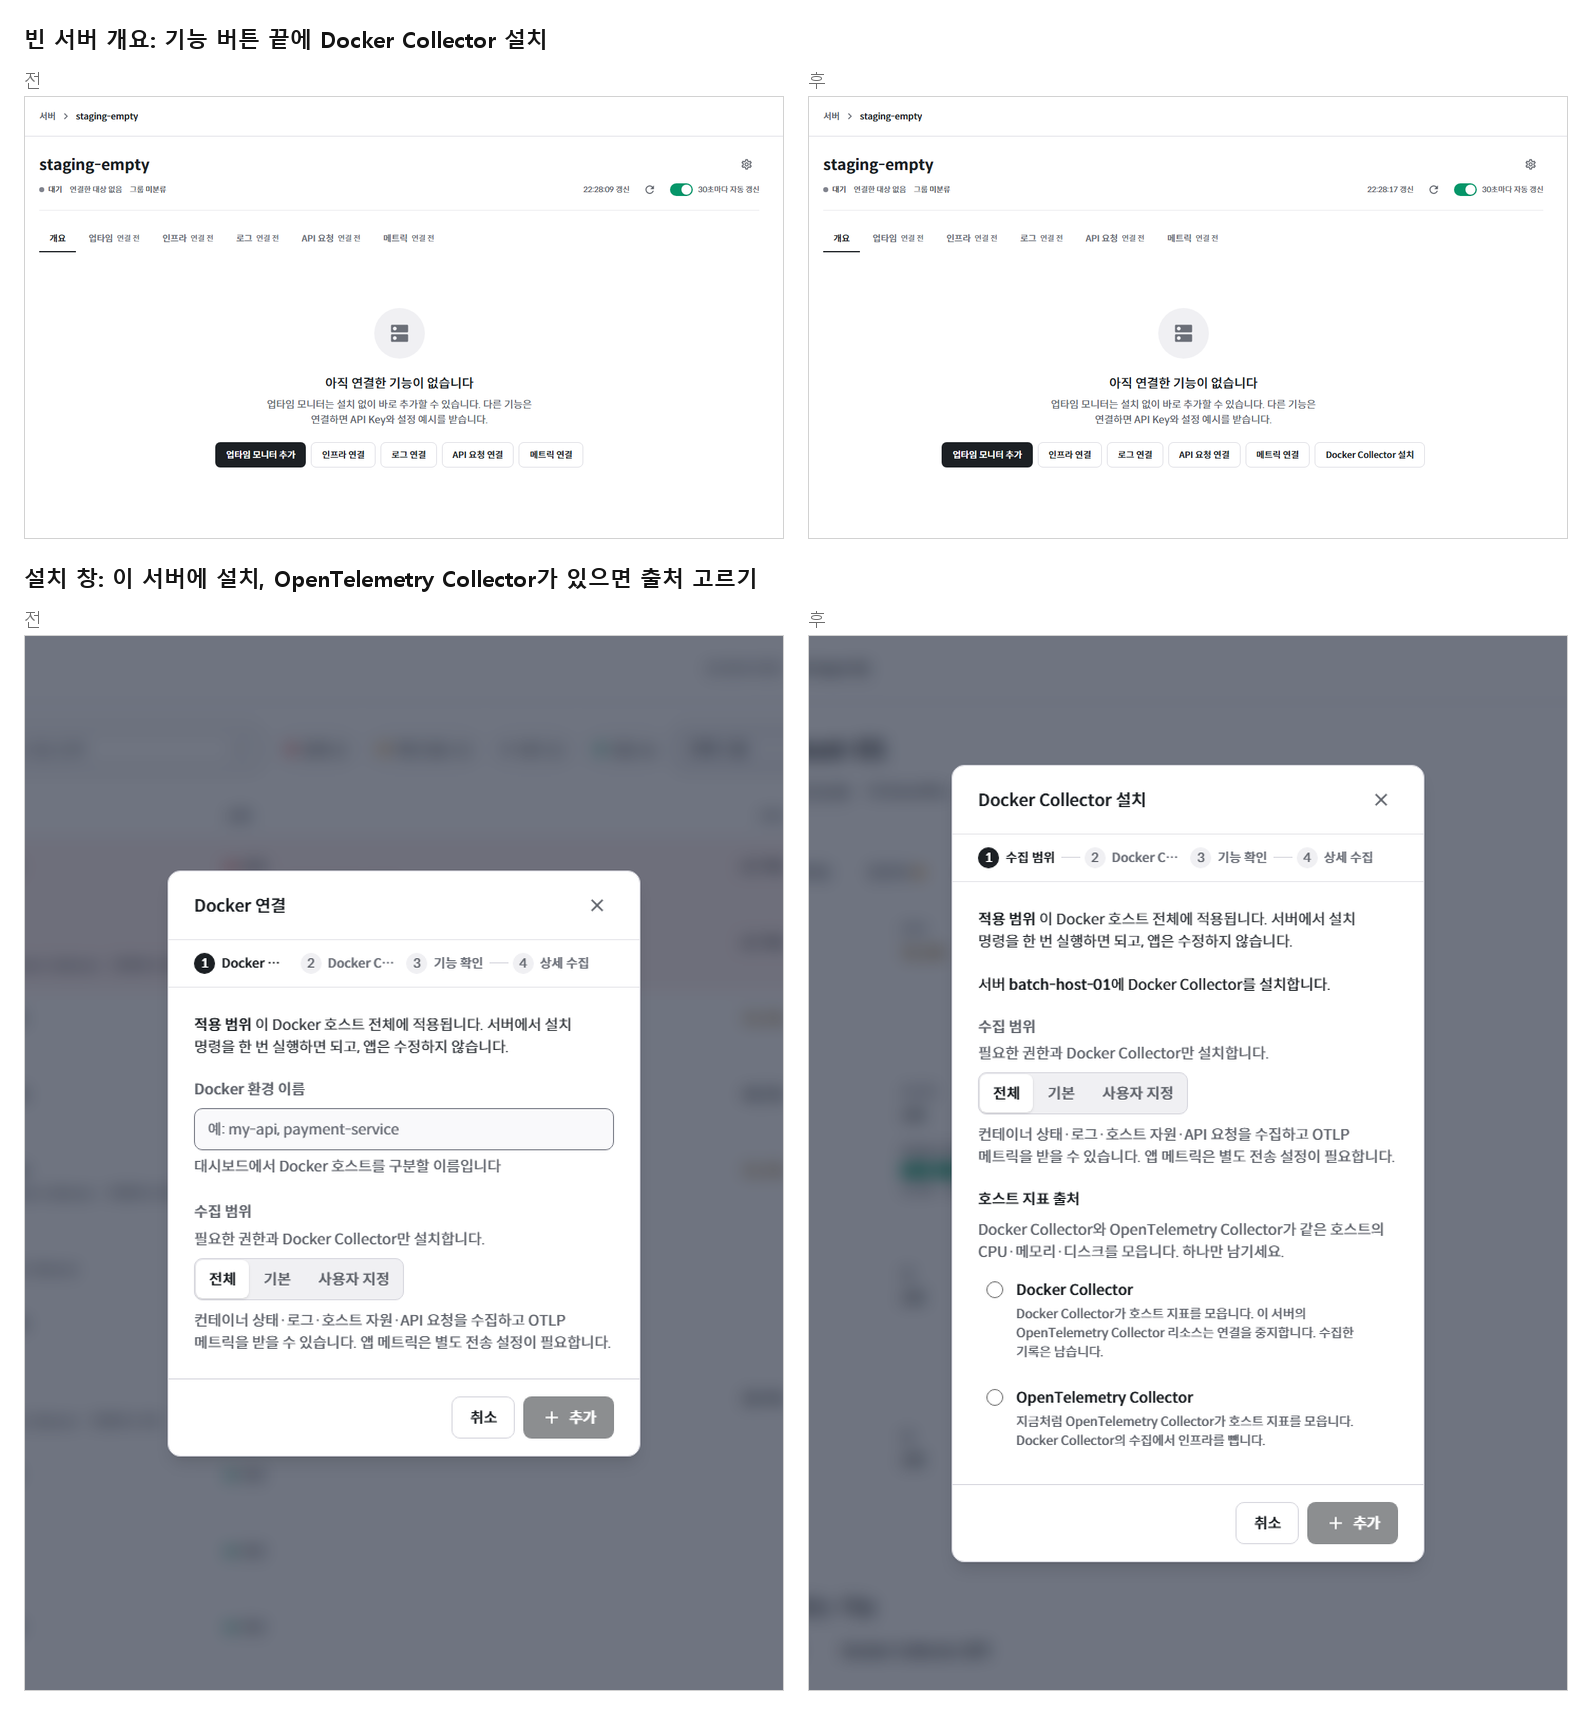 빈 서버 개요: 기능 버튼 끝에 Docker Collector 설치
전
서버 > staging-empty
staging-empty
대기 연결한 대상 없음 그룹 미분류
22:28:09 갱신 30초마다 자동 갱신
개요 업타임 연결 전 인프라 연결 전 로그 연결 전 API 요청 연결 전 메트릭 연결 전
아직 연결한 기능이 없습니다
업타임 모니터는 설치 없이 바로 추가할 수 있습니다. 다른 기능은
연결하면 API Key와 설정 예시를 받습니다.
업타임 모니터 추가 인프라 연결 로그 연결 API 요청 연결 메트릭 연결
후
서버 > staging-empty
staging-empty
대기 연결한 대상 없음 그룹 미분류
22:28:17 갱신 30초마다 자동 갱신
개요 업타임 연결 전 인프라 연결 전 로그 연결 전 API 요청 연결 전 메트릭 연결 전
아직 연결한 기능이 없습니다
업타임 모니터는 설치 없이 바로 추가할 수 있습니다. 다른 기능은
연결하면 API Key와 설정 예시를 받습니다.
업타임 모니터 추가 인프라 연결 로그 연결 API 요청 연결 메트릭 연결 Docker Collector 설치
설치 창: 이 서버에 설치, OpenTelemetry Collector가 있으면 출처 고르기
전
Docker 연결
1 Docker ··· 2 Docker C··· 3 기능 확인 4 상세 수집
적용 범위 이 Docker 호스트 전체에 적용됩니다. 서버에서 설치
명령을 한 번 실행하면 되고, 앱은 수정하지 않습니다.
Docker 환경 이름
예: my-api, payment-service
대시보드에서 Docker 호스트를 구분할 이름입니다
수집 범위
필요한 권한과 Docker Collector만 설치합니다.
전체 기본 사용자 지정
컨테이너 상태·로그·호스트 자원·API 요청을 수집하고 OTLP
메트릭을 받을 수 있습니다. 앱 메트릭은 별도 전송 설정이 필요합니다.
취소 + 추가
후
Docker Collector 설치
1 수집 범위 2 Docker C··· 3 기능 확인 4 상세 수집
적용 범위 이 Docker 호스트 전체에 적용됩니다. 서버에서 설치
명령을 한 번 실행하면 되고, 앱은 수정하지 않습니다.
서버 batch-host-01에 Docker Collector를 설치합니다.
수집 범위
필요한 권한과 Docker Collector만 설치합니다.
전체 기본 사용자 지정
컨테이너 상태·로그·호스트 자원·API 요청을 수집하고 OTLP
메트릭을 받을 수 있습니다. 앱 메트릭은 별도 전송 설정이 필요합니다.
호스트 지표 출처
Docker Collector와 OpenTelemetry Collector가 같은 호스트의
CPU·메모리·디스크를 모읍니다. 하나만 남기세요.
Docker Collector
Docker Collector가 호스트 지표를 모읍니다. 이 서버의
OpenTelemetry Collector 리소스는 연결을 중지합니다. 수집한
기록은 남습니다.
OpenTelemetry Collector
지금처럼 OpenTelemetry Collector가 호스트 지표를 모읍니다.
Docker Collector의 수집에서 인프라를 뺍니다.
취소 + 추가